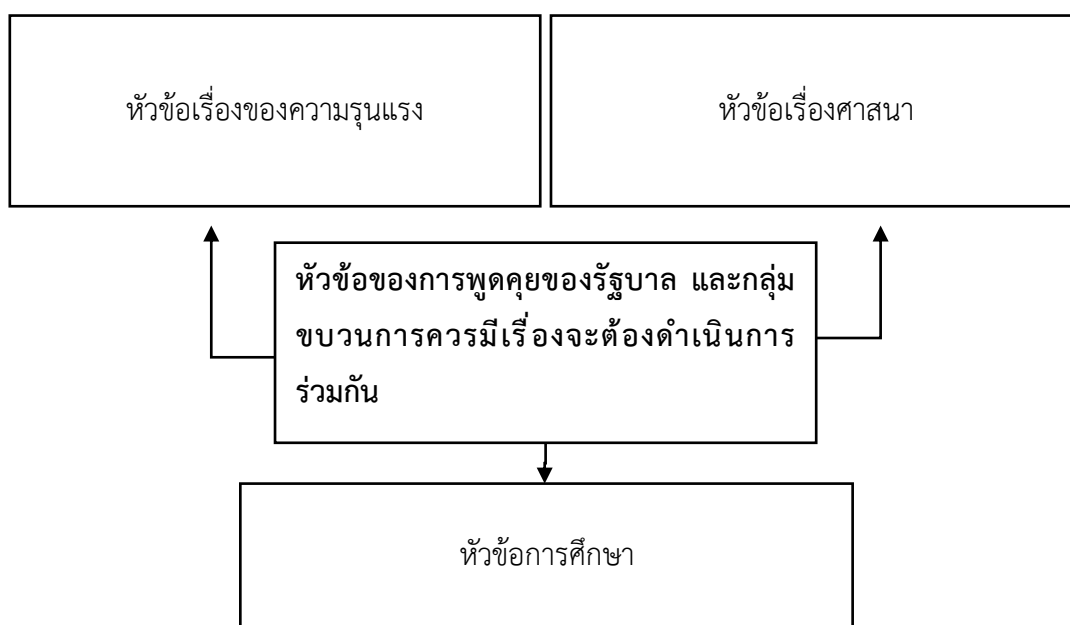 หัวข้อเรื่องของความรุนแรง
หัวข้อเรื่องศาสนา
หัวข้อของการพูดคุยของรัฐบาล และกลุ่ม
ขบวนการควรมีเรื่องจะต้องดำเนินการ
ร่วมกัน
หัวข้อการศึกษา